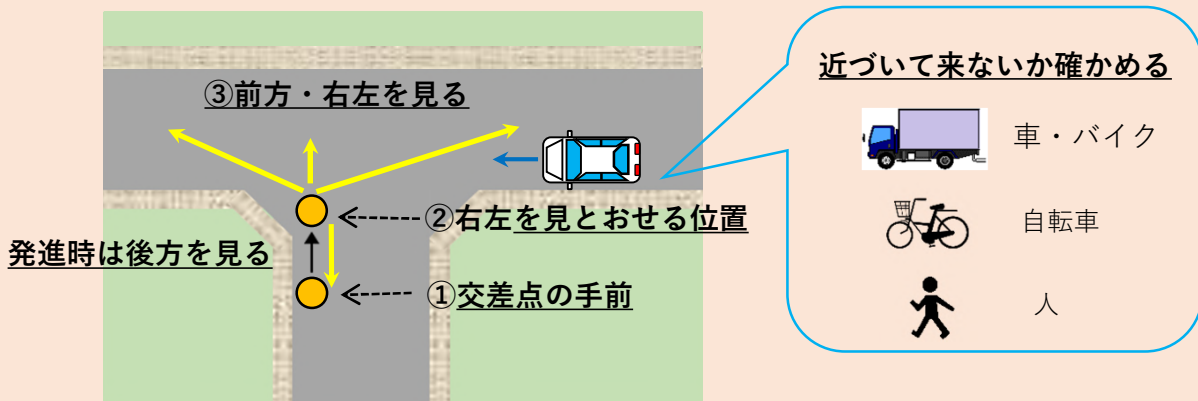 ③前方・右左を見る
②右左を見とおせる位置
発進時は後方を見る
①交差点の手前
近づいて来ないか確かめる
車・バイク
自転車
人